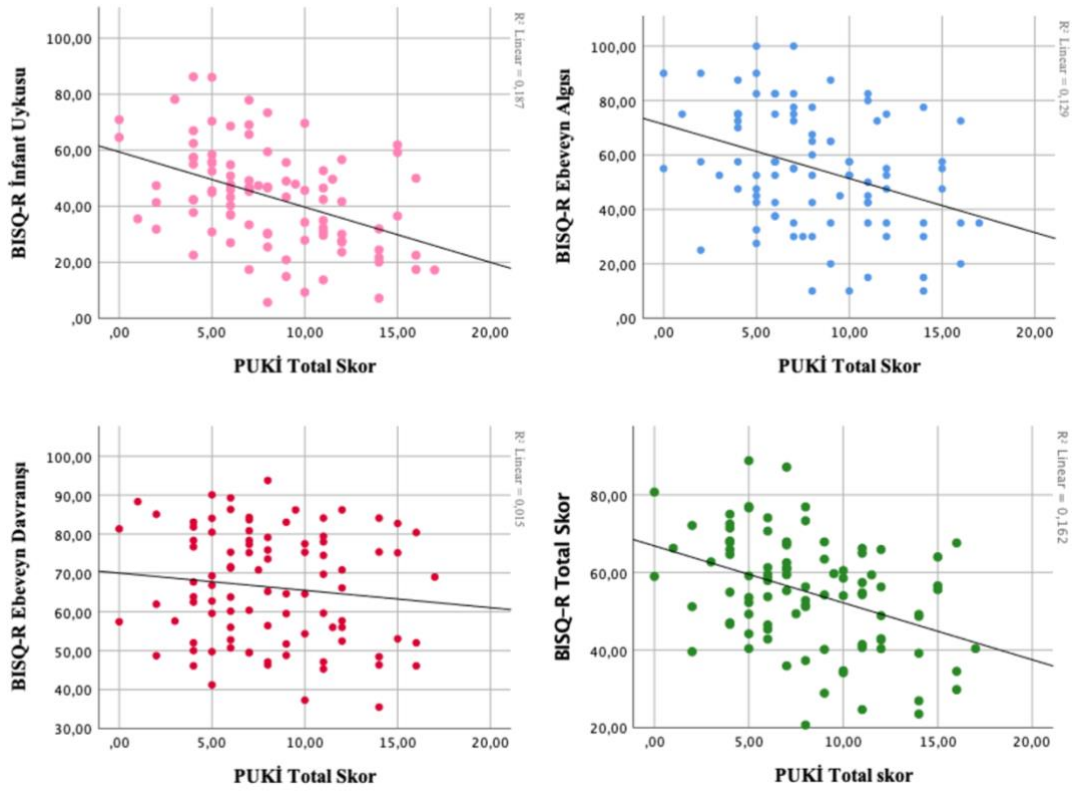 BISQ-R İnfant Uykusu
100,00
80,00
60,00
40,00
20,00
,00
,00 5,00 10,00 15,00 20,00
PUKİ Total Skor
R² Linear = 0,187
BISQ-R Ebeveyn Algısı
100,00
80,00
60,00
40,00
20,00
,00
,00 5,00 10,00 15,00 20,00
PUKİ Total Skor
R² Linear = 0,129
BISQ-R Ebeveyn Davranışı
100,00
90,00
80,00
70,00
60,00
50,00
40,00
30,00
,00 5,00 10,00 15,00 20,00
PUKİ Total Skor
R² Linear = 0,015
BISQ-R Total Skor
80,00
60,00
40,00
20,00
,00 5,00 10,00 15,00 20,00
PUKİ Total skor
R² Linear = 0,162